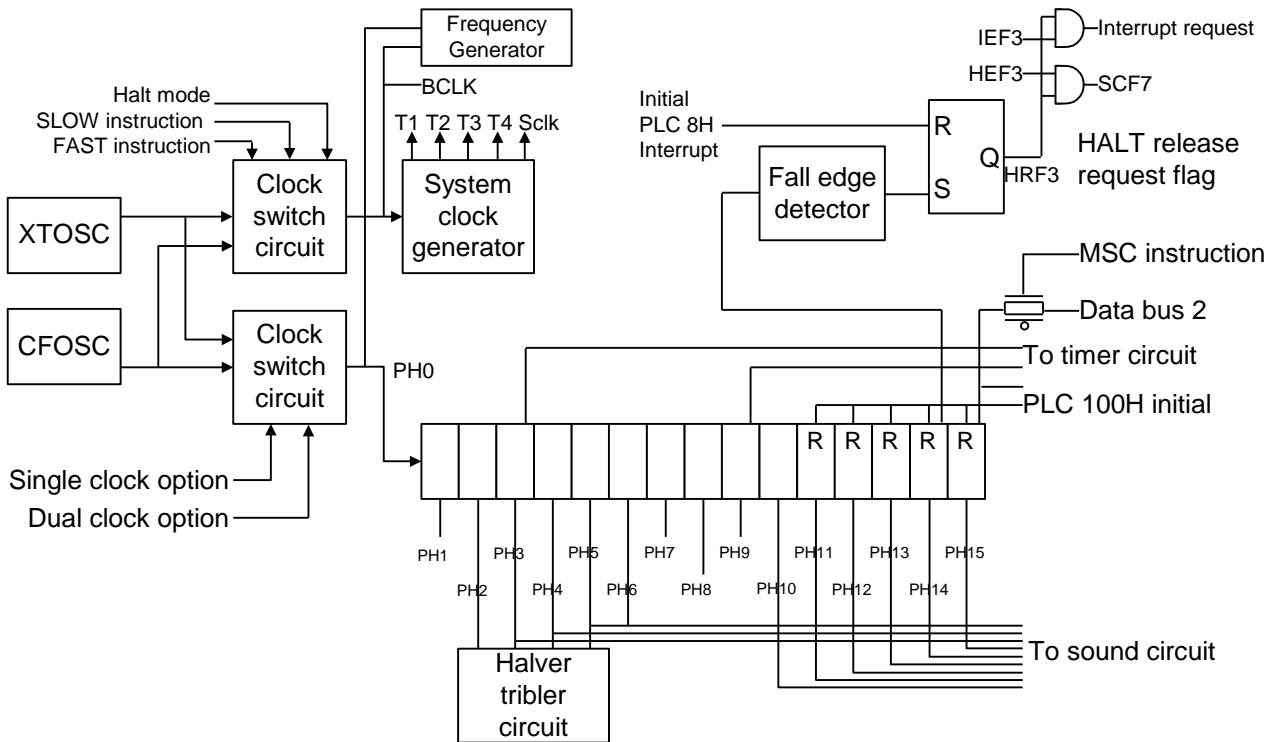 Frequency
Generator
BCLK
Halt mode
SLOW instruction
FAST instruction
T1 T2 T3 T4 Sclk
XTOSC
Clock
switch
circuit
System
clock
generator
CFOSC
Clock
switch
circuit
PH0
Single clock option
Dual clock option
Initial
PLC 8H
Interrupt
Fall edge
detector
R
S
Q
HRF3
IEF3
Interrupt request
HEF3
SCF7
HALT release
request flag
MSC instruction
Data bus 2
To timer circuit
PLC 100H initial
R R R R R
PH1 PH3 PH5 PH7 PH9 PH11 PH13 PH15
PH2 PH4 PH6 PH8 PH10 PH12 PH14
Halver
tribler
circuit
To sound circuit